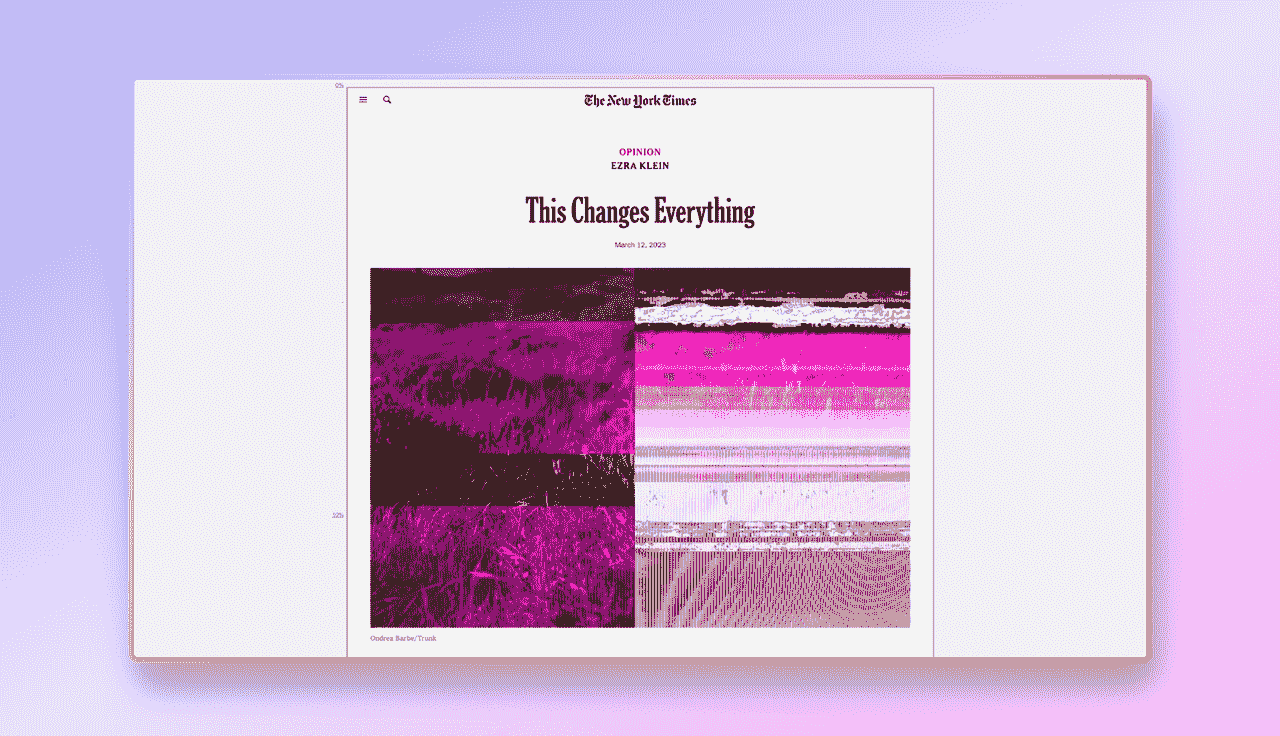 The New York Times
OPINION
EZRA KLEIN
This Changes Everything
March 12, 2023
Ondrea Barbe/Trunk